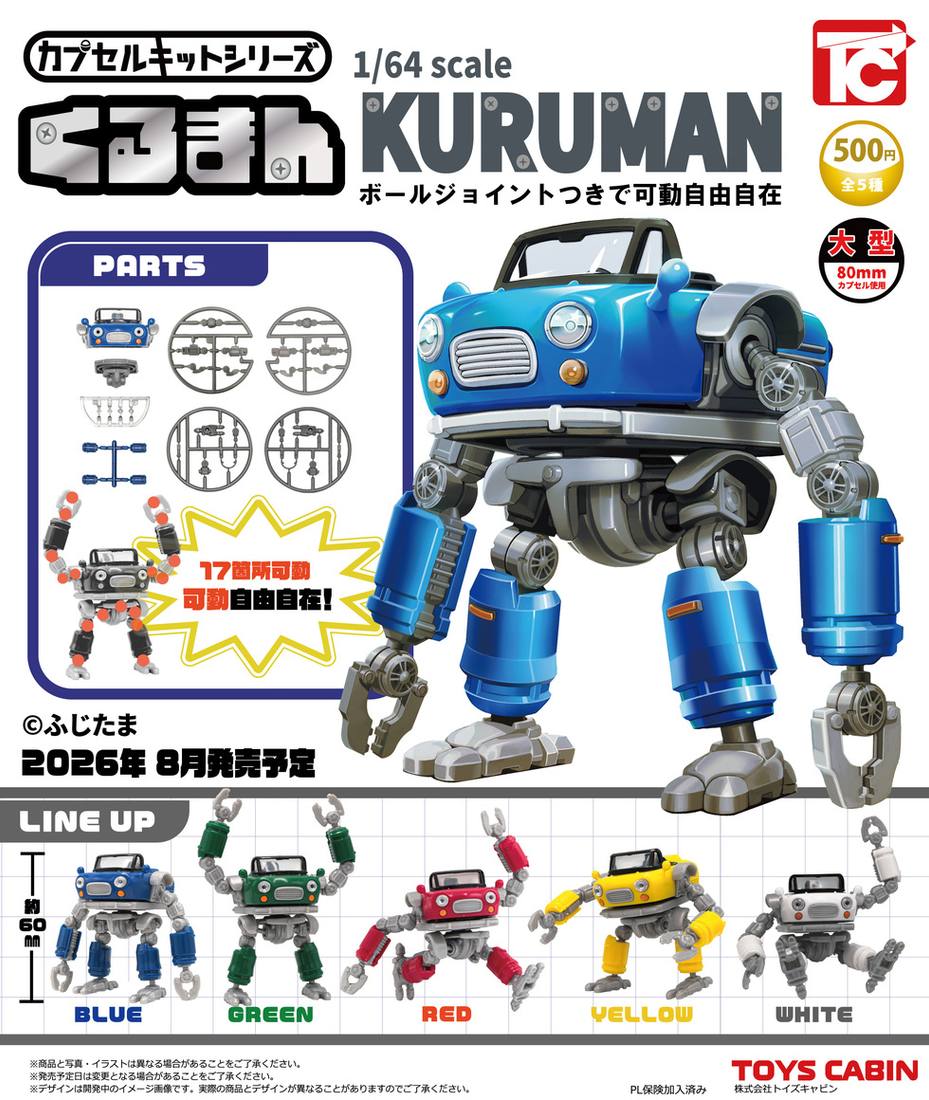 カプセルキットシリーズ
1/64 scale
TC
くるまん
KURUMAN
500円
全5種
ボールジョイントつきで可動自由自在
大型
80mm
カプセル使用
PARTS
17箇所可動
可動自由自在!
©ふじたま
2026年 8月発売予定
LINE UP
約
60
mm
BLUE
GREEN
RED
YELLOW
WHITE
※商品と写真・イラストは異なる場合があることをご了承ください。
※発売予定日は変更となる場合があることをご了承ください。
※デザインは開発中のイメージ画像です。実際の商品とデザインが異なることがありますのでご了承ください。
PL保険加入済み
TOYS CABIN
株式会社トイズキャビン